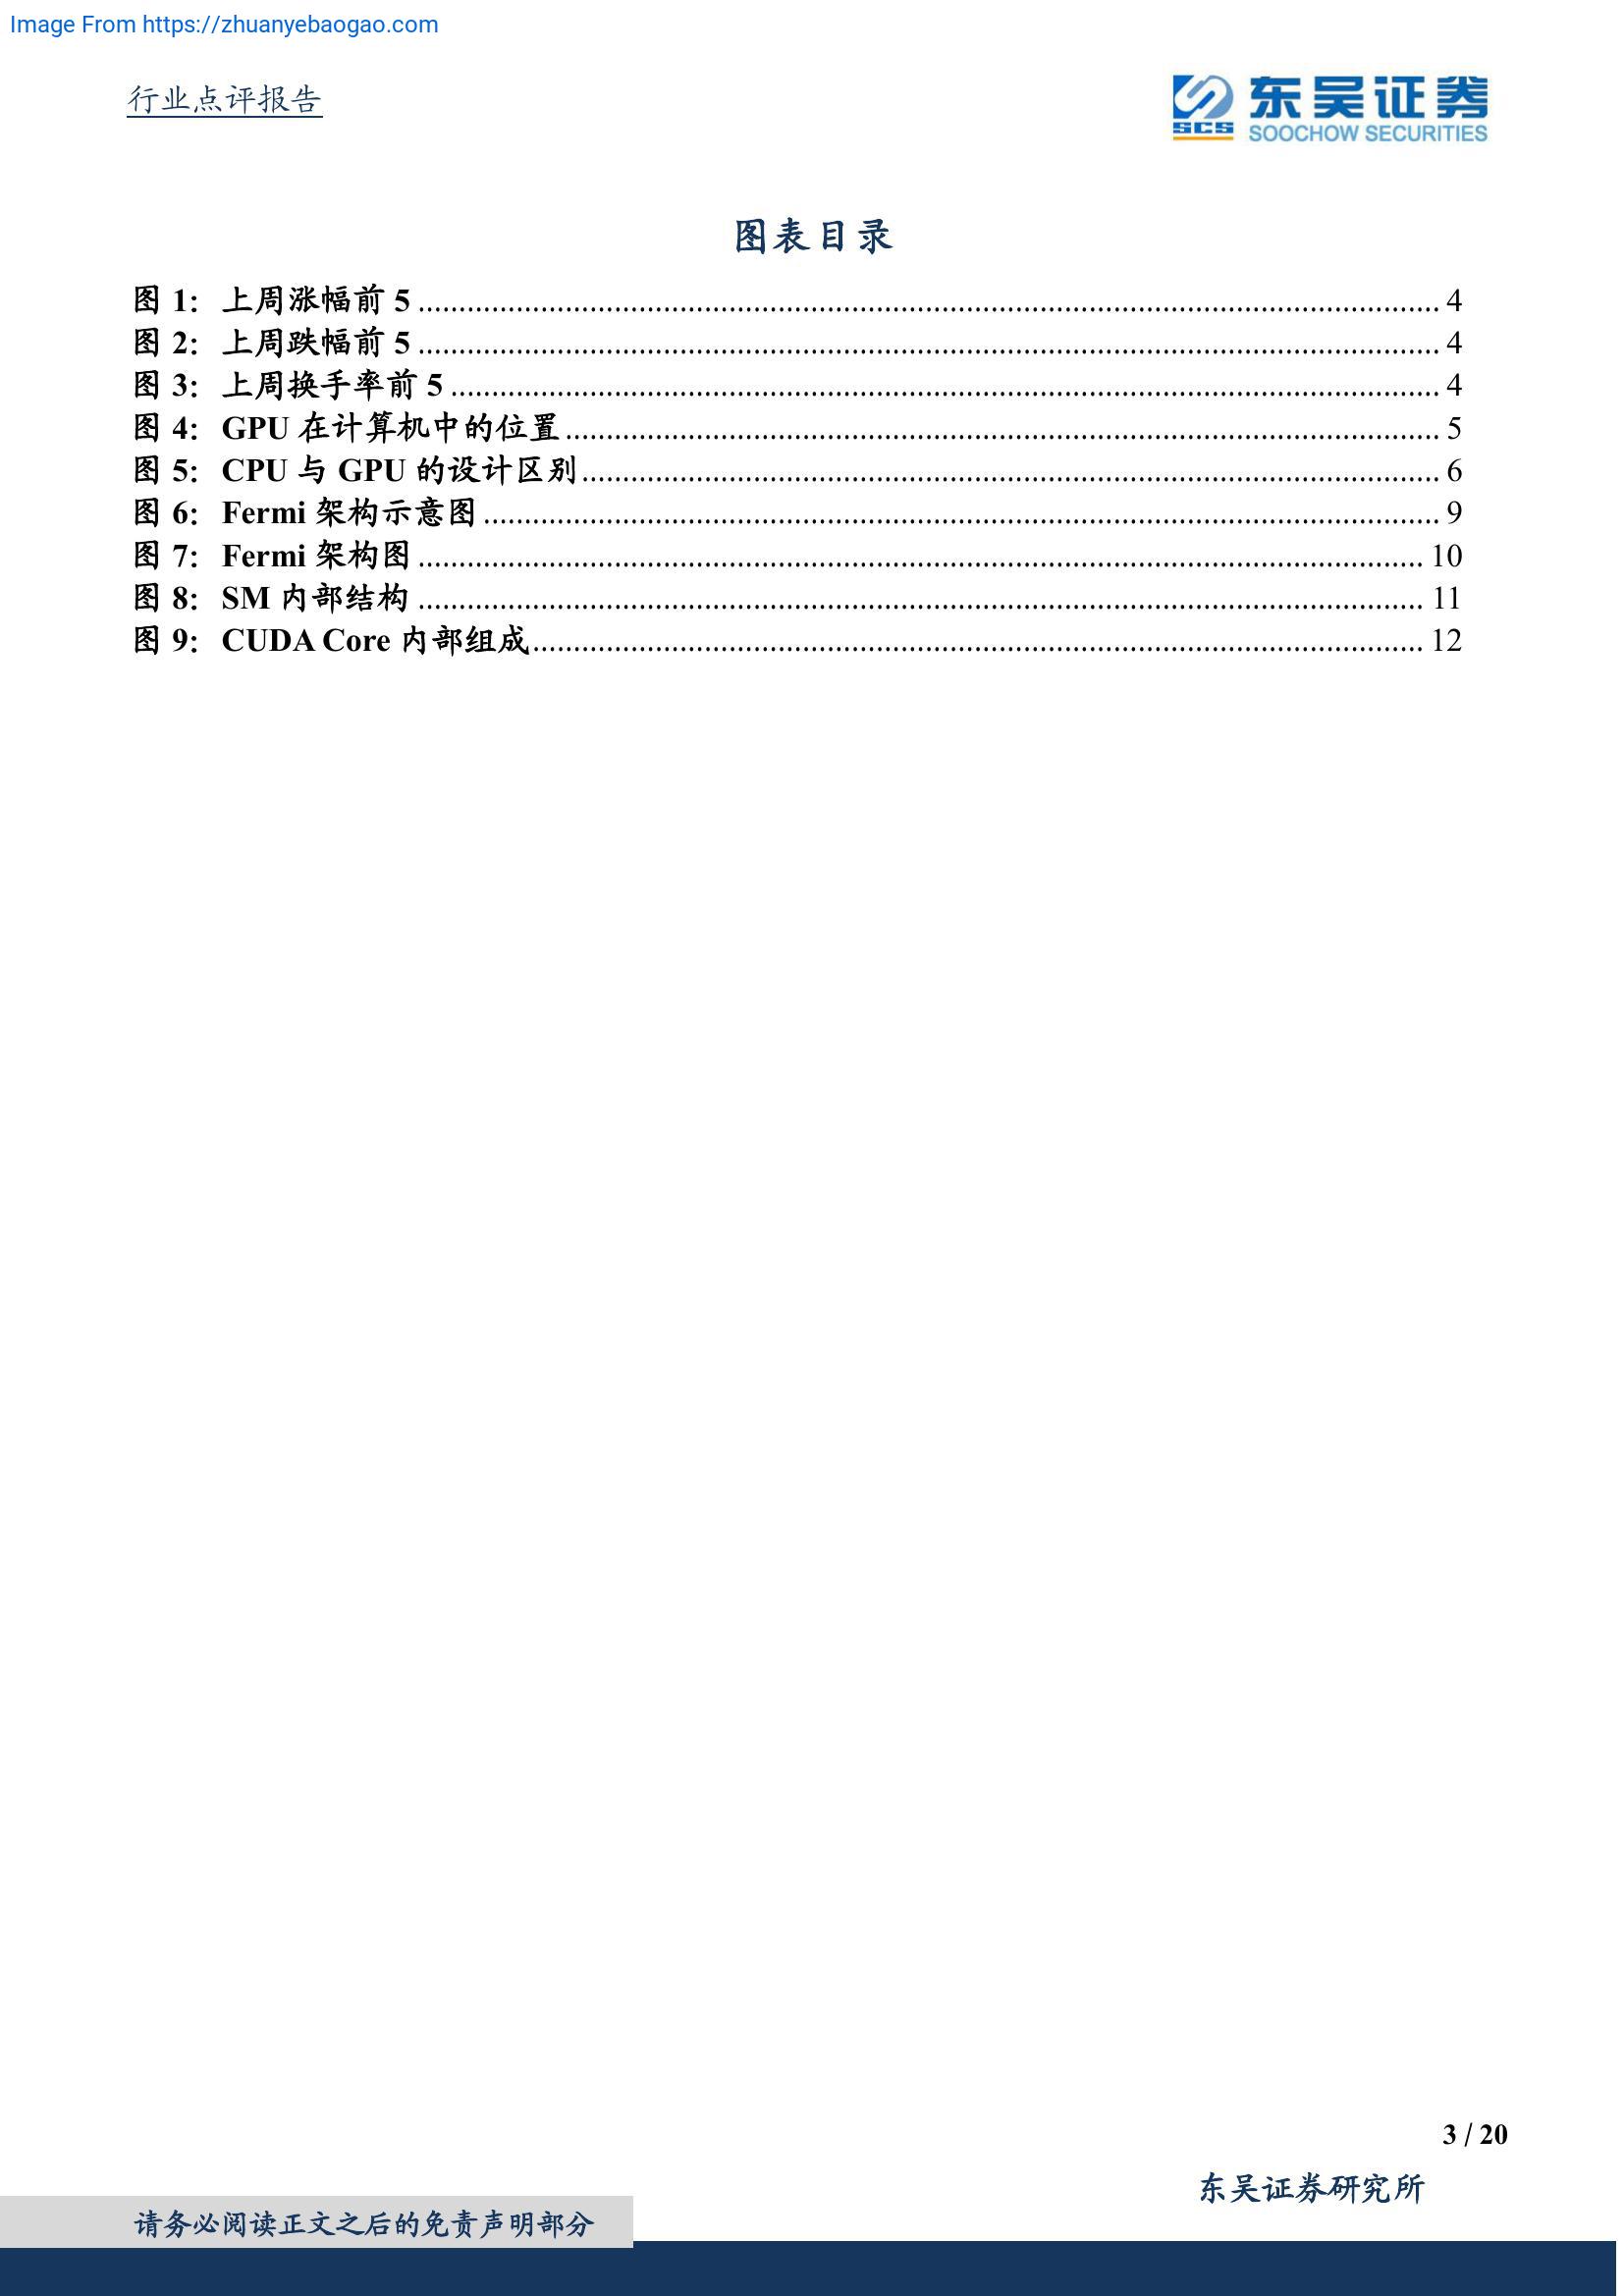 Image From https://zhuanyebaogao.com
行业点评报告
SCS 东吴证券
SOOCHOW SECURITIES
图表目录
图 1: 上周涨幅前 5 ........................................ 4
图 2: 上周跌幅前 5 ........................................ 4
图 3: 上周换手率前 5 ........................................ 4
图 4: GPU 在计算机中的位置 ........................................ 5
图 5: CPU 与 GPU 的设计区别 ........................................ 6
图 6: Fermi 架构示意图 ........................................ 9
图 7: Fermi 架构图 ........................................ 10
图 8: SM 内部结构 ........................................ 11
图 9: CUDA Core 内部组成 ........................................ 12
3 / 20
东吴证券研究所
请务必阅读正文之后的免责声明部分